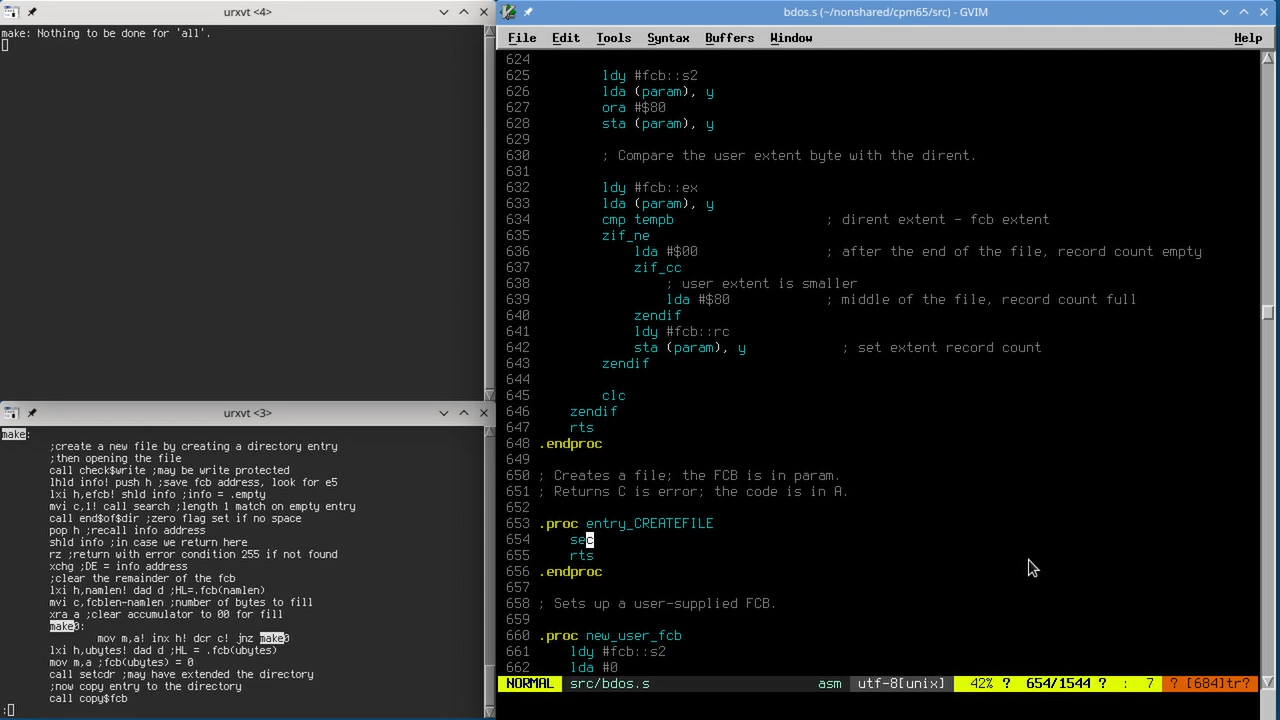 urxvt <4>
make: Nothing to be done for 'all'.
urxvt <3>
make:
;create a new file by creating a directory entry
;then opening the file
call check$write ;may be write protected
lhld info! push h ;save fcb address, look for e5
lxi h,efcb! shld info ;info = .empty
mvi c,1! call search ;length 1 match on empty entry
call end$of$dir ;zero flag set if no space
pop h ;recall info address
shld info ;in case we return here
rz ;return with error condition 255 if not found
xchg ;DE = info address
;clear the remainder of the fcb
lxi h,namlen! dad d ;HL=.fcb(namlen)
mvi c,fcblen-namlen ;number of bytes to fill
xra a ;clear accumulator to 00 for fill
make0:
mov m,a! inx h! dcr c! jnz make0
lxi h,ubytes! dad d ;HL = .fcb(ubytes)
mov m,a ;fcb(ubytes) = 0
call setcdr ;may have extended the directory
;now copy entry to the directory
call copy$fcb
:
bdos.s (~/nonshared/cpm65/src) - GVIM
File Edit Tools Syntax Buffers Window Help
624
625 ldy #fcb::s2
626 lda (param), y
627 ora #$80
628 sta (param), y
629
630 ; Compare the user extent byte with the dirent.
631
632 ldy #fcb::ex
633 lda (param), y
634 cmp tempb ; dirent extent - fcb extent
635 zif_ne
636 lda #$00 ; after the end of the file, record count empty
637 zif_cc
638 ; user extent is smaller
639 lda #$80 ; middle of the file, record count full
640 zendif
641 ldy #fcb::rc
642 sta (param), y ; set extent record count
643 zendif
644
645 clc
646 zendif
647 rts
648 .endproc
649
650 ; Creates a file; the FCB is in param.
651 ; Returns C is error; the code is in A.
652
653 .proc entry_CREATEFILE
654 sec
655 rts
656 .endproc
657
658 ; Sets up a user-supplied FCB.
659
660 .proc new_user_fcb
661 ldy #fcb::s2
662 lda #0
NORMAL src/bdos.s asm utf-8[unix] 42% ? 654/1544 ? : 7 ? [684]tr?